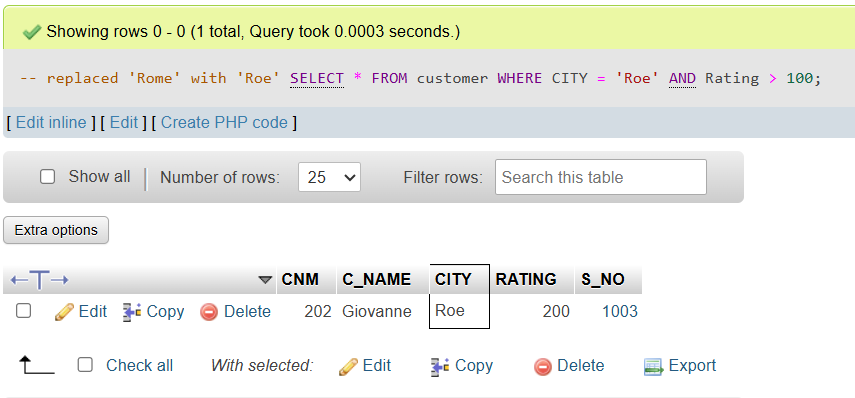 Showing rows 0 - 0 (1 total, Query took 0.0003 seconds.)
-- replaced 'Rome' with 'Roe' SELECT * FROM customer WHERE CITY = 'Roe' AND Rating > 100;
[ Edit inline ] [ Edit ] [ Create PHP code ]
Show all | Number of rows: 25 Filter rows: Search this table
Extra options
←T→ CNM C_NAME CITY RATING S_NO
Edit Copy Delete 202 Giovanne Roe 200 1003
Check all With selected: Edit Copy Delete Export